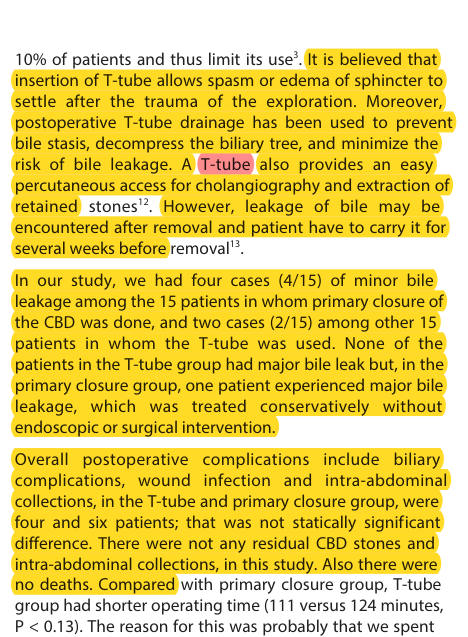 10% of patients and thus limit its use3. It is believed that
insertion of T-tube allows spasm or edema of sphincter to
settle after the trauma of the exploration. Moreover,
postoperative T-tube drainage has been used to prevent
bile stasis, decompress the biliary tree, and minimize the
risk of bile leakage. A T-tube also provides an easy
percutaneous access for cholangiography and extraction of
retained stones12. However, leakage of bile may be
encountered after removal and patient have to carry it for
several weeks before removal13.
In our study, we had four cases (4/15) of minor bile
leakage among the 15 patients in whom primary closure of
the CBD was done, and two cases (2/15) among other 15
patients in whom the T-tube was used. None of the
patients in the T-tube group had major bile leak but, in the
primary closure group, one patient experienced major bile
leakage, which was treated conservatively without
endoscopic or surgical intervention.
Overall postoperative complications include biliary
complications, wound infection and intra-abdominal
collections, in the T-tube and primary closure group, were
four and six patients; that was not statically significant
difference. There were not any residual CBD stones and
intra-abdominal collections, in this study. Also there were
no deaths. Compared with primary closure group, T-tube
group had shorter operating time (111 versus 124 minutes,
P < 0.13). The reason for this was probably that we spent